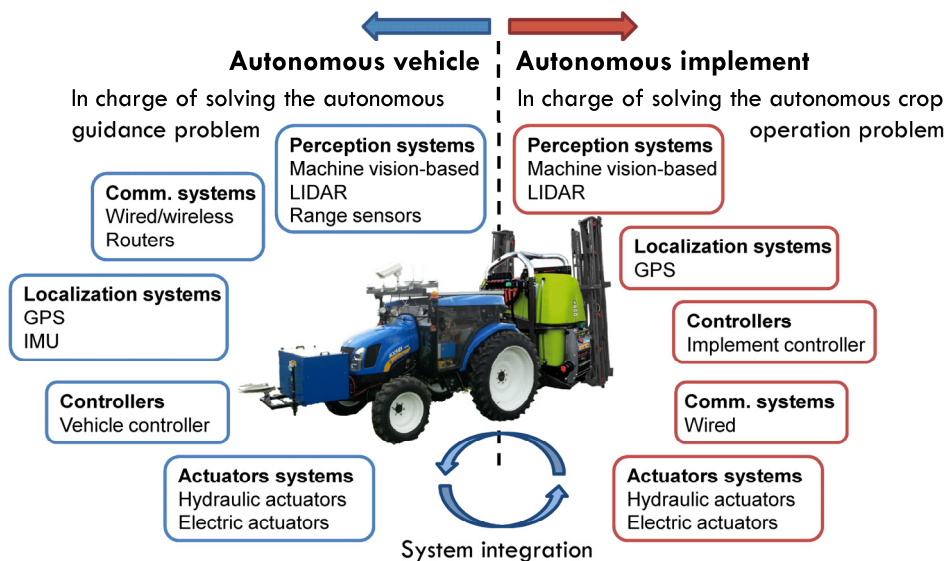 Autonomous vehicle
In charge of solving the autonomous
guidance problem
Autonomous implement
In charge of solving the autonomous crop
operation problem
Perception systems
Machine vision-based
LIDAR
Range sensors
Comm. systems
Wired/wireless
Routers
Localization systems
GPS
IMU
Controllers
Vehicle controller
Actuators systems
Hydraulic actuators
Electric actuators
Perception systems
Machine vision-based
LIDAR
Localization systems
GPS
Controllers
Implement controller
Comm. systems
Wired
Actuators systems
Hydraulic actuators
Electric actuators
System integration